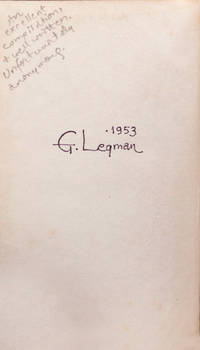 An
excellent
compilation,
& well written.
Unfortunately
anonymous.
· 1953
G. Legman